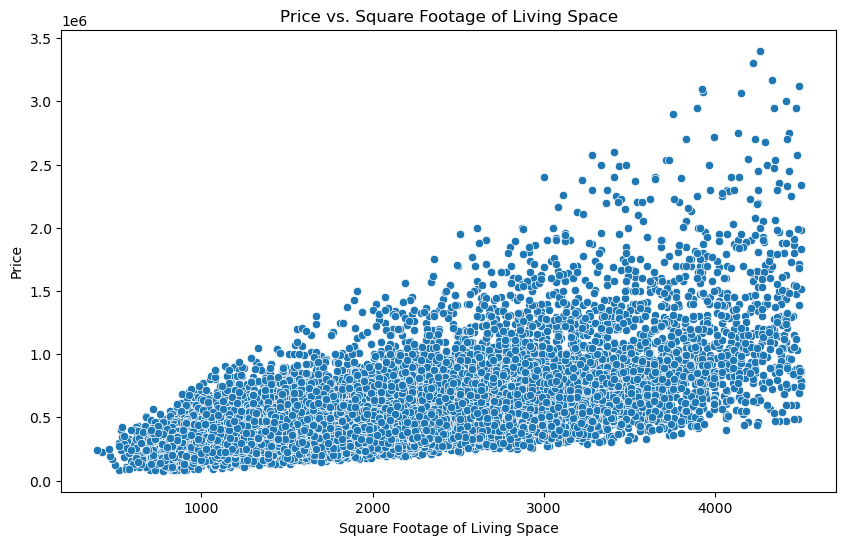 Price vs. Square Footage of Living Space
1e6
3.5
3.0
2.5
2.0
1.5
1.0
0.5
0.0
Price
1000 2000 3000 4000
Square Footage of Living Space